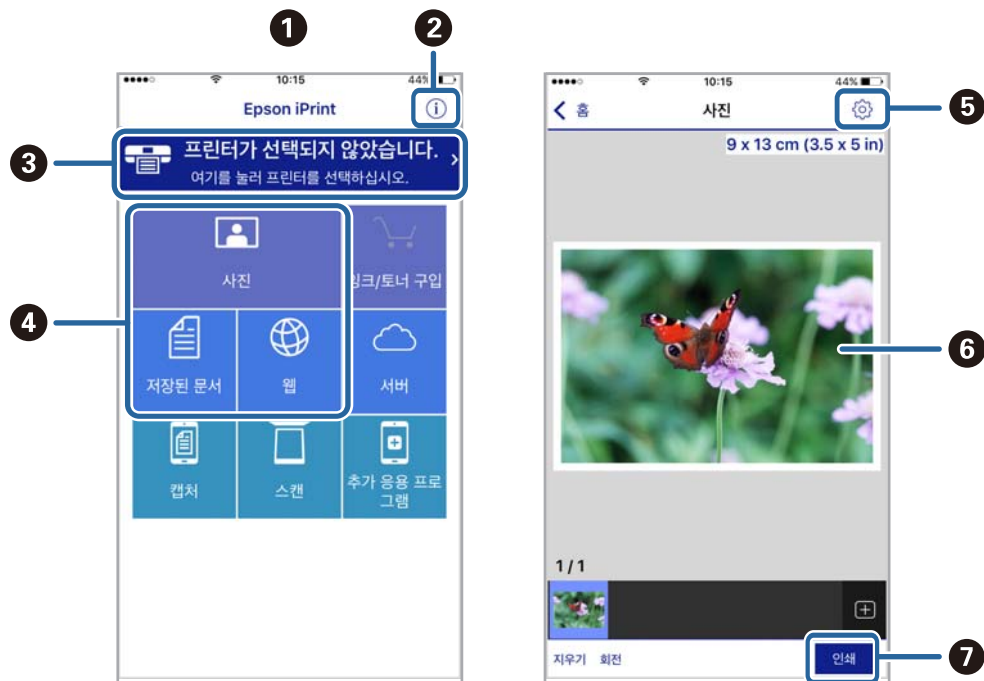 1
2
10:15
44%
Epson iPrint
3
프린터가 선택되지 않았습니다.
여기를 눌러 프린터를 선택하십시오.
4
사진
잉크/토너 구입
저장된 문서
웹
서버
캡처
스캔
추가 응용 프로
그램
10:15
44%
홈
사진
5
9 x 13 cm (3.5 x 5 in)
6
1 / 1
지우기
회전
인쇄
7